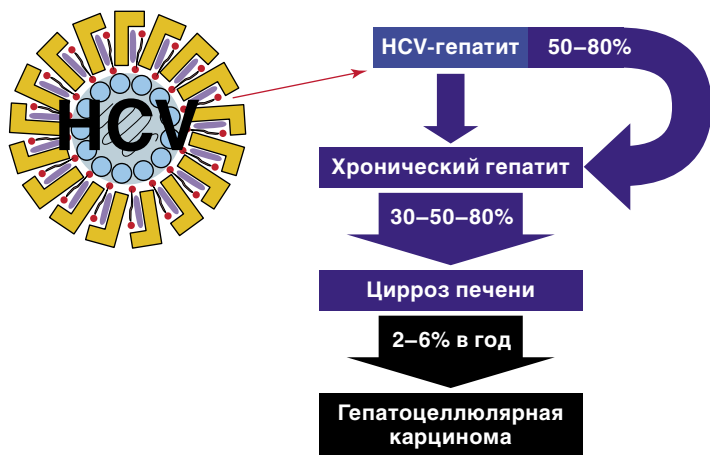 HCV
HCV-гепатит 50–80%
Хронический гепатит
30–50–80%
Цирроз печени
2–6% в год
Гепатоцеллюлярная
карцинома